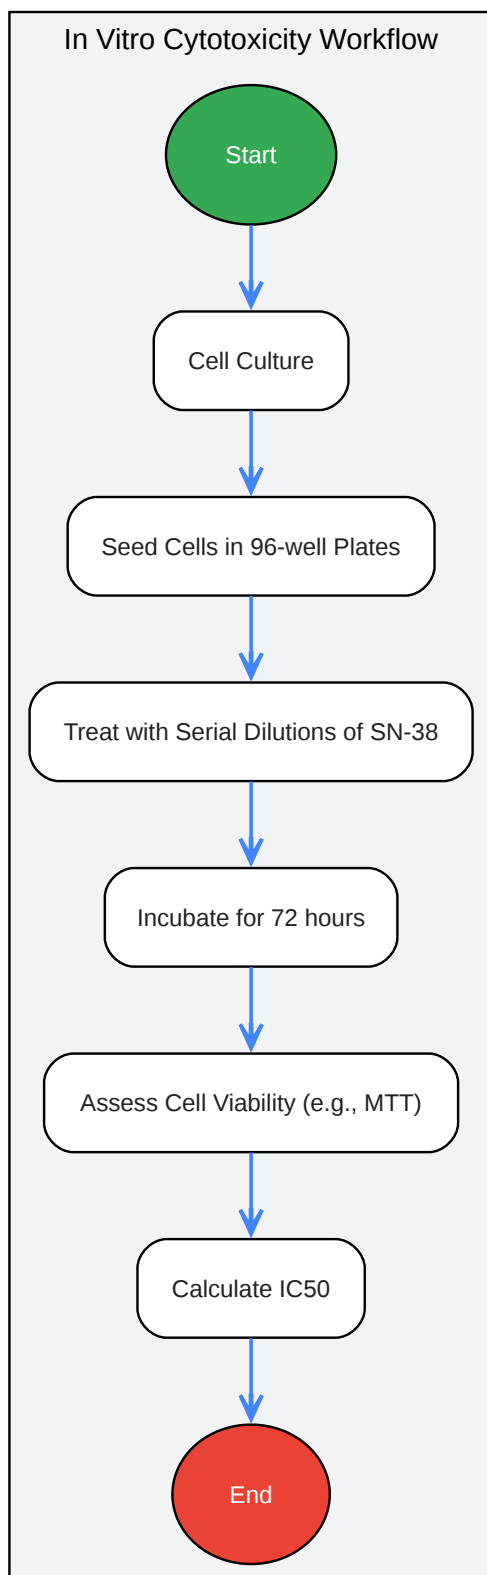 In Vitro Cytotoxicity Workflow
Start
Cell Culture
Seed Cells in 96-well Plates
Treat with Serial Dilutions of SN-38
Incubate for 72 hours
Assess Cell Viability (e.g., MTT)
Calculate IC50
End